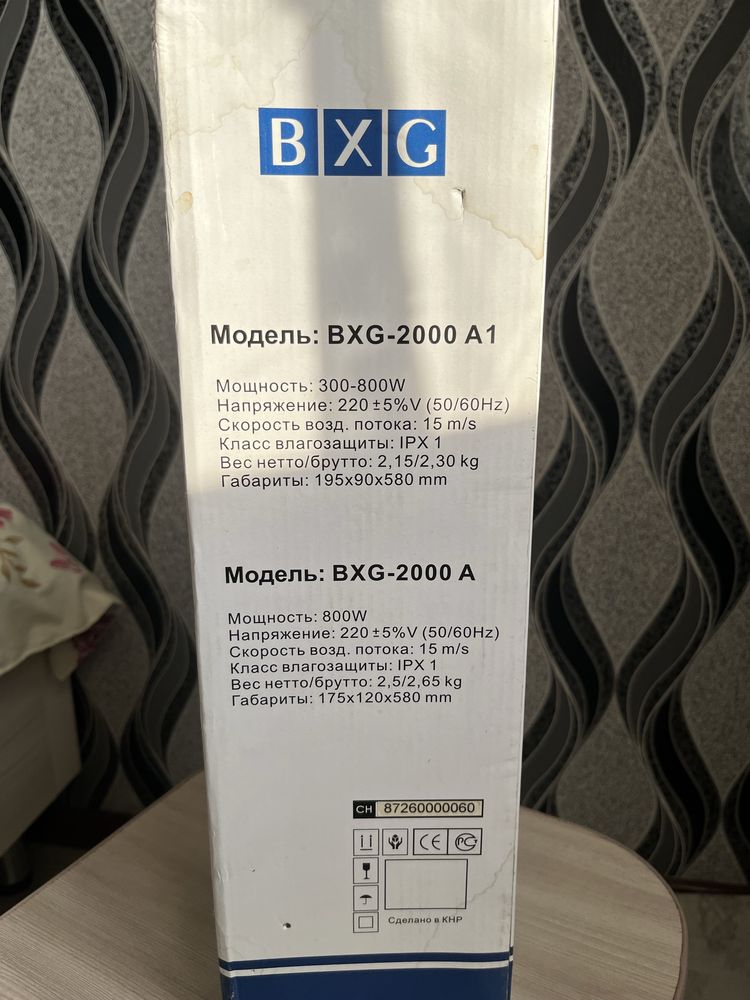 BXG
Модель: BXG-2000 A1
Мощность: 300-800W
Напряжение: 220 ±5%V (50/60Hz)
Скорость возд. потока: 15 m/s
Класс влагозащиты: IPX 1
Вес нетто/брутто: 2,15/2,30 kg
Габариты: 195x90x580 mm
Модель: BXG-2000 A
Мощность: 800W
Напряжение: 220 ±5%V (50/60Hz)
Скорость возд. потока: 15 m/s
Класс влагозащиты: IPX 1
Вес нетто/брутто: 2,5/2,65 kg
Габариты: 175x120x580 mm
CH 87260000060
CE PC
Сделано в КНР